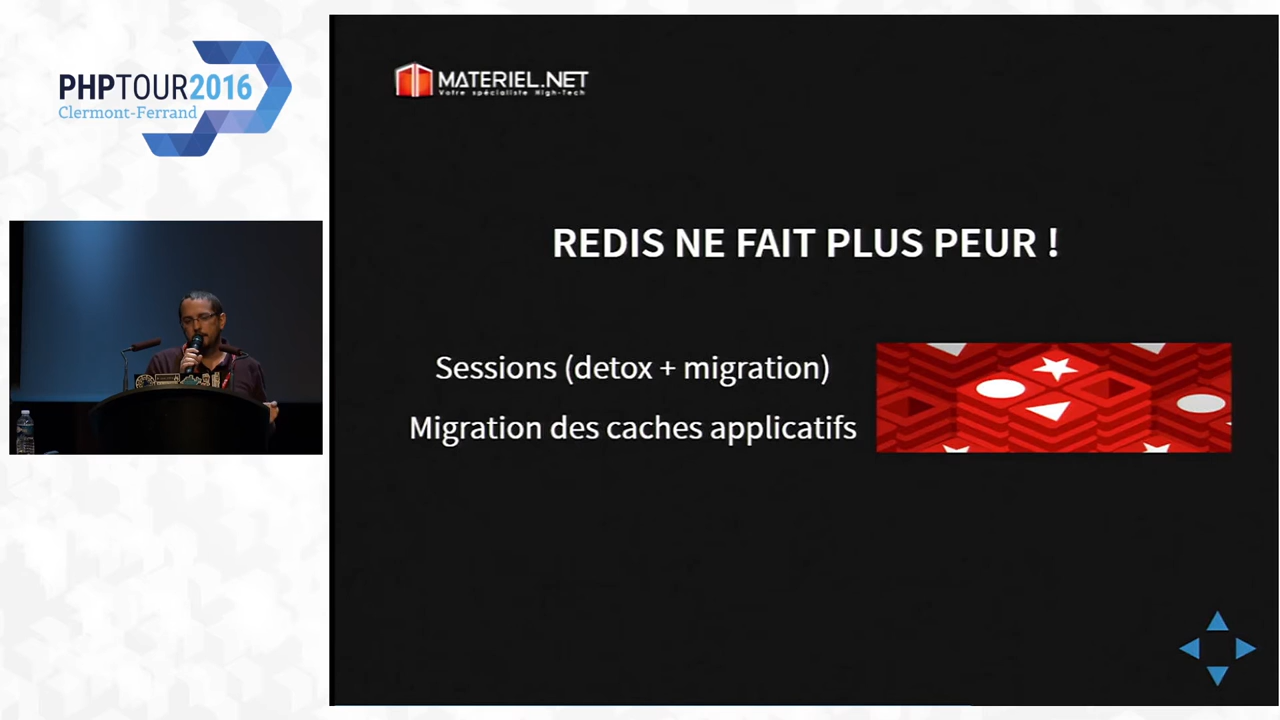 PHPTOUR2016
Clermont-Ferrand
MATERIEL.NET
Votre spécialiste High-Tech
REDIS NE FAIT PLUS PEUR !
Sessions (detox + migration)
Migration des caches applicatifs